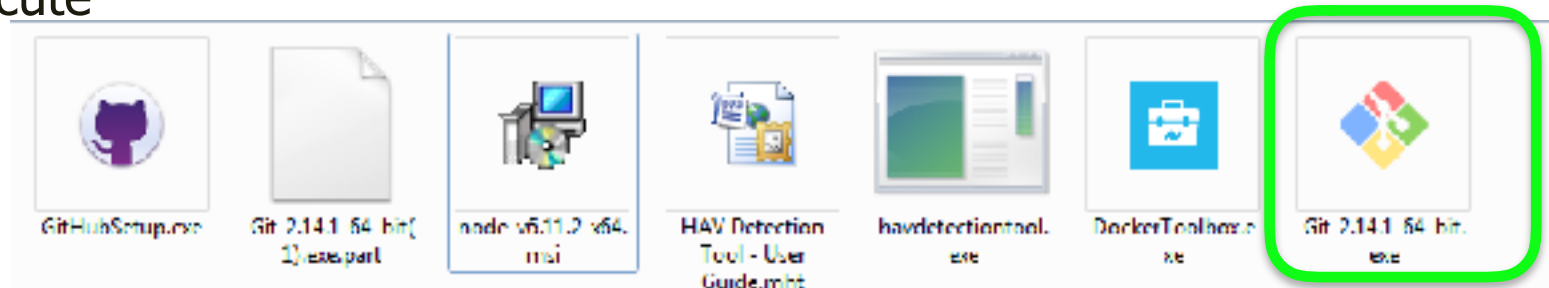 cute
GitHubSetup.exe
Git-2.14.1-64-bit(
1).exe.part
node-v6.11.2-x64.
msi
HAV Detection
Tool - User
Guide.mht
havdetectiontool.
exe
DockerToolbox.e
xe
Git-2.14.1-64-bit.
exe